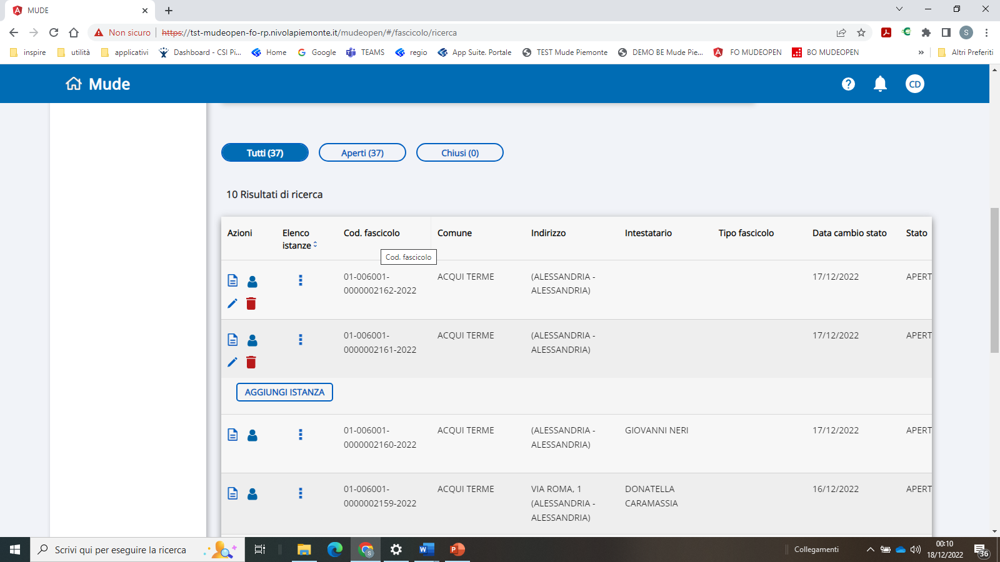 MUDE
Non sicuro
https://tst-mudeopen-fo-rp.nivolapiemonte.it/mudeopen/#/fascicolo/ricerca
S
inspire
utilità
applicativi
Dashboard - CSI Pi...
Home
Google
TEAMS
regio
App Suite. Portale
TEST Mude Piemonte
DEMO BE Mude Pie...
FO MUDEOPEN
BO MUDEOPEN
»
Altri Preferiti
Mude
?
CD
Tutti (37)
Aperti (37)
Chiusi (0)
10 Risultati di ricerca
Azioni
Elenco
istanze
Cod. fascicolo
Comune
Indirizzo
Intestatario
Tipo fascicolo
Data cambio stato
Stato
Cod. fascicolo
01-006001-
0000002162-2022
ACQUI TERME
(ALESSANDRIA -
ALESSANDRIA)
17/12/2022
APERT
01-006001-
0000002161-2022
ACQUI TERME
(ALESSANDRIA -
ALESSANDRIA)
17/12/2022
APERT
AGGIUNGI ISTANZA
01-006001-
0000002160-2022
ACQUI TERME
(ALESSANDRIA -
ALESSANDRIA)
GIOVANNI NERI
17/12/2022
APERT
01-006001-
0000002159-2022
ACQUI TERME
VIA ROMA, 1
(ALESSANDRIA -
ALESSANDRIA)
DONATELLA
CARAMASSIA
16/12/2022
APERT
Scrivi qui per eseguire la ricerca
S
W
P
Collegamenti
00:10
18/12/2022
36